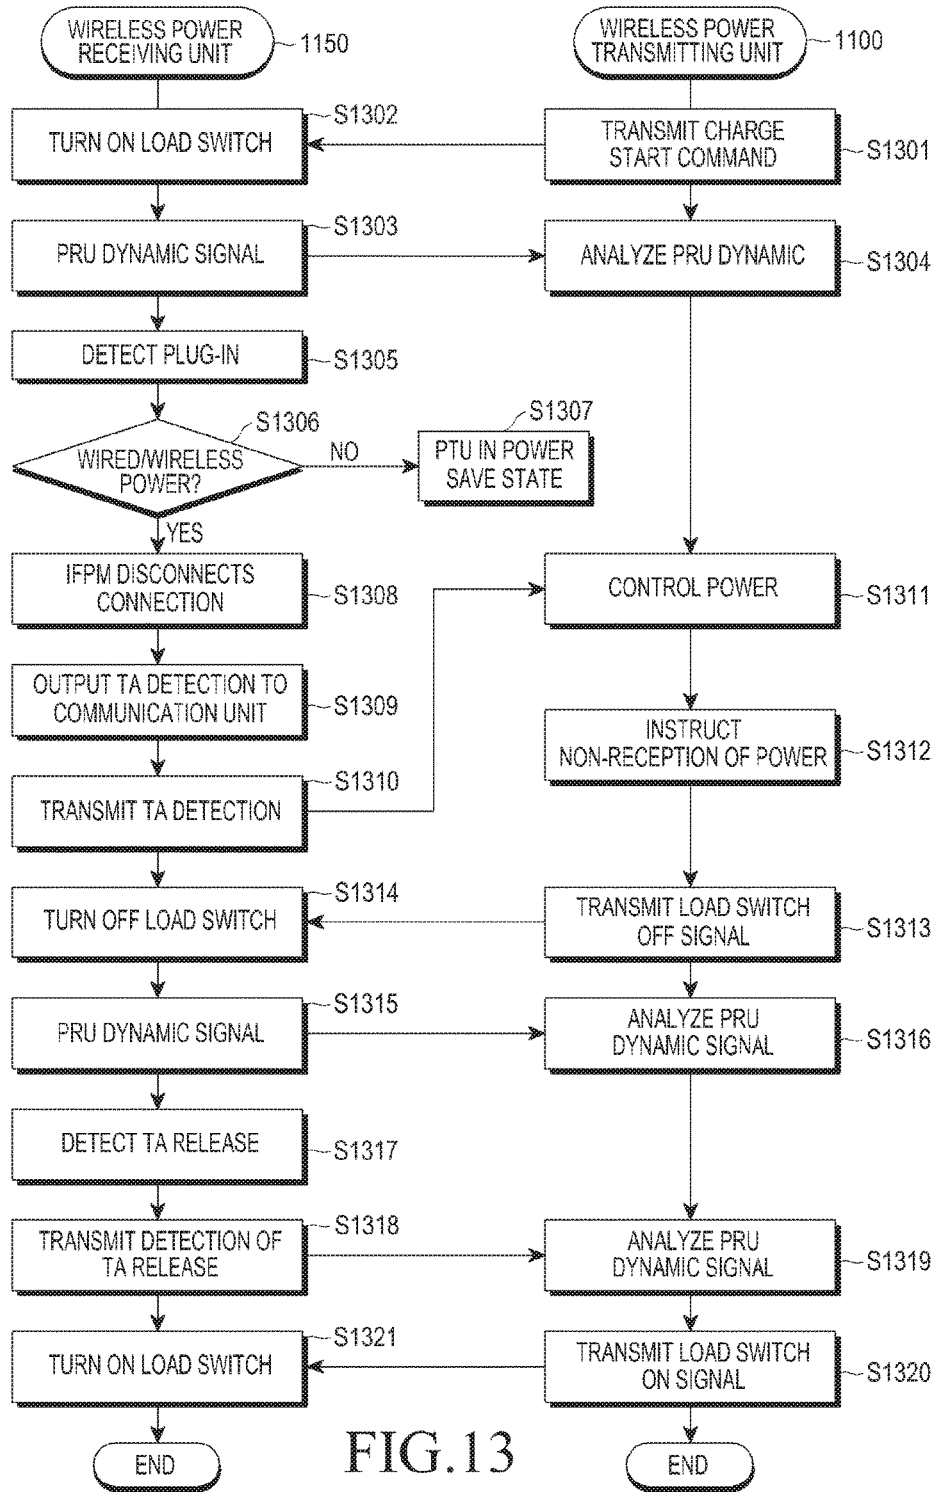 WIRELESS POWER
RECEIVING UNIT
1150
WIRELESS POWER
TRANSMITTING UNIT
1100
S1302
TURN ON LOAD SWITCH
TRANSMIT CHARGE
START COMMAND
S1301
S1303
PRU DYNAMIC SIGNAL
ANALYZE PRU DYNAMIC
S1304
DETECT PLUG-IN
S1305
S1306
WIRED/WIRELESS
POWER?
NO
S1307
PTU IN POWER
SAVE STATE
YES
IFPM DISCONNECTS
CONNECTION
S1308
CONTROL POWER
S1311
OUTPUT TA DETECTION TO
COMMUNICATION UNIT
S1309
INSTRUCT
NON-RECEPTION OF POWER
S1312
S1310
TRANSMIT TA DETECTION
S1314
TURN OFF LOAD SWITCH
TRANSMIT LOAD SWITCH
OFF SIGNAL
S1313
S1315
PRU DYNAMIC SIGNAL
ANALYZE PRU
DYNAMIC SIGNAL
S1316
DETECT TA RELEASE
S1317
S1318
TRANSMIT DETECTION OF
TA RELEASE
ANALYZE PRU
DYNAMIC SIGNAL
S1319
S1321
TURN ON LOAD SWITCH
TRANSMIT LOAD SWITCH
ON SIGNAL
S1320
END
FIG.13
END